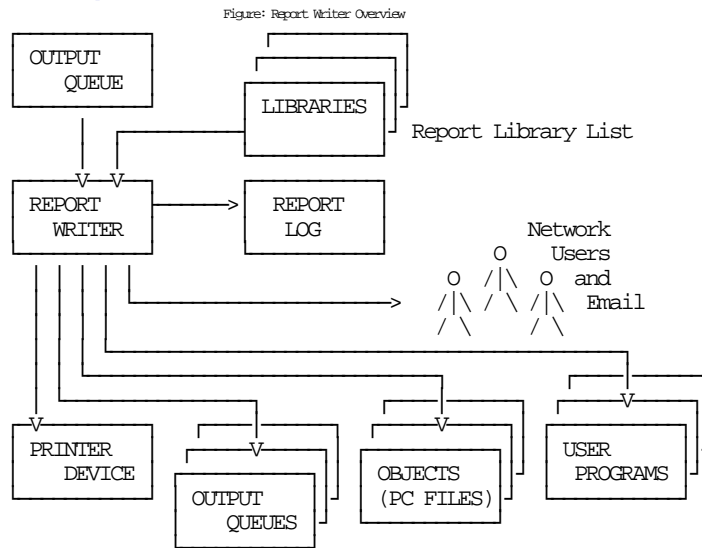 Figure: Report Writer Overview
OUTPUT
QUEUE
LIBRARIES
Report Library List
REPORT
WRITER
REPORT
LOG
Network
Users
and
Email
PRINTER
DEVICE
OUTPUT
QUEUES
OBJECTS
(PC FILES)
USER
PROGRAMS